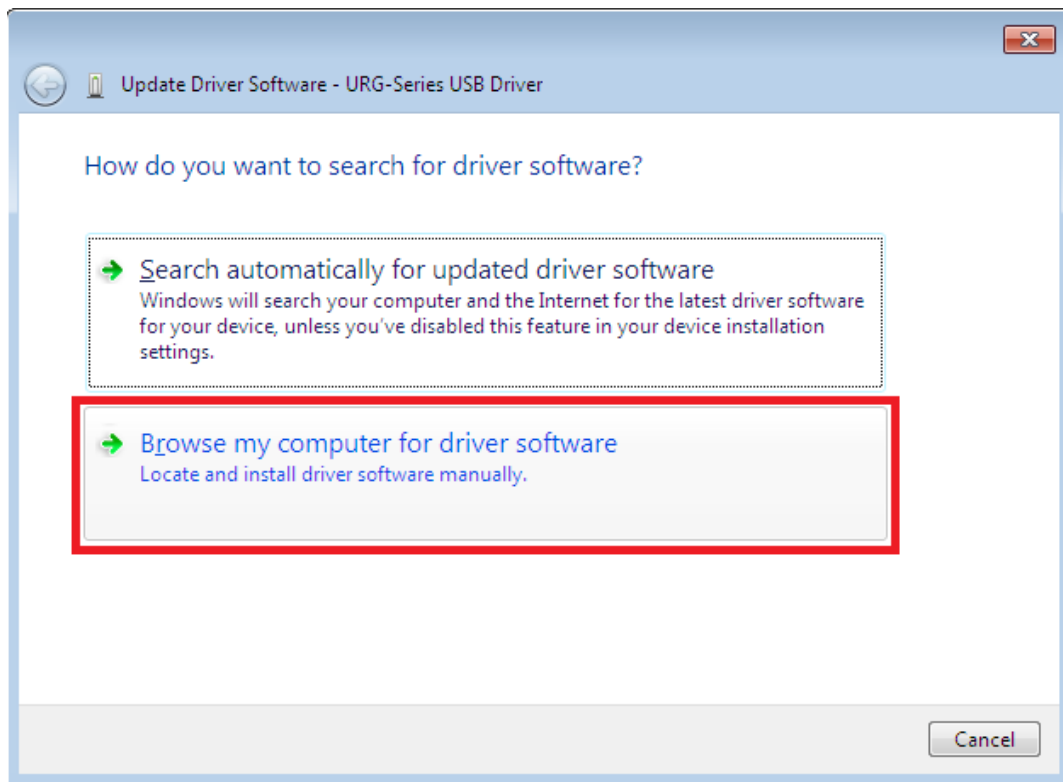 Update Driver Software - URG-Series USB Driver
How do you want to search for driver software?
Search automatically for updated driver software
Windows will search your computer and the Internet for the latest driver software
for your device, unless you've disabled this feature in your device installation
settings.
Browse my computer for driver software
Locate and install driver software manually.
Cancel